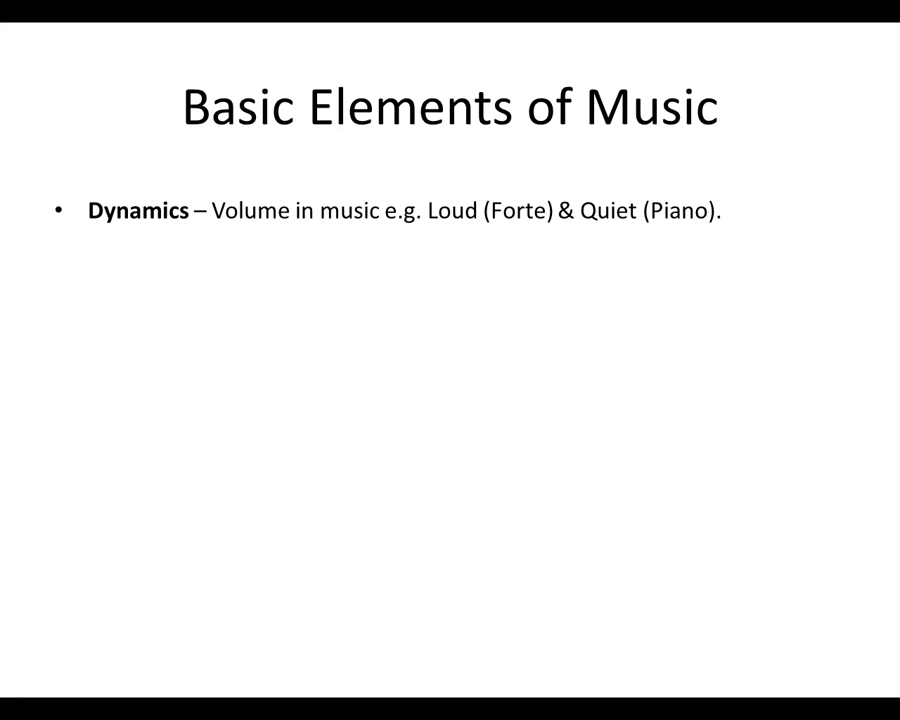 Basic Elements of Music
• Dynamics – Volume in music e.g. Loud (Forte) & Quiet (Piano).